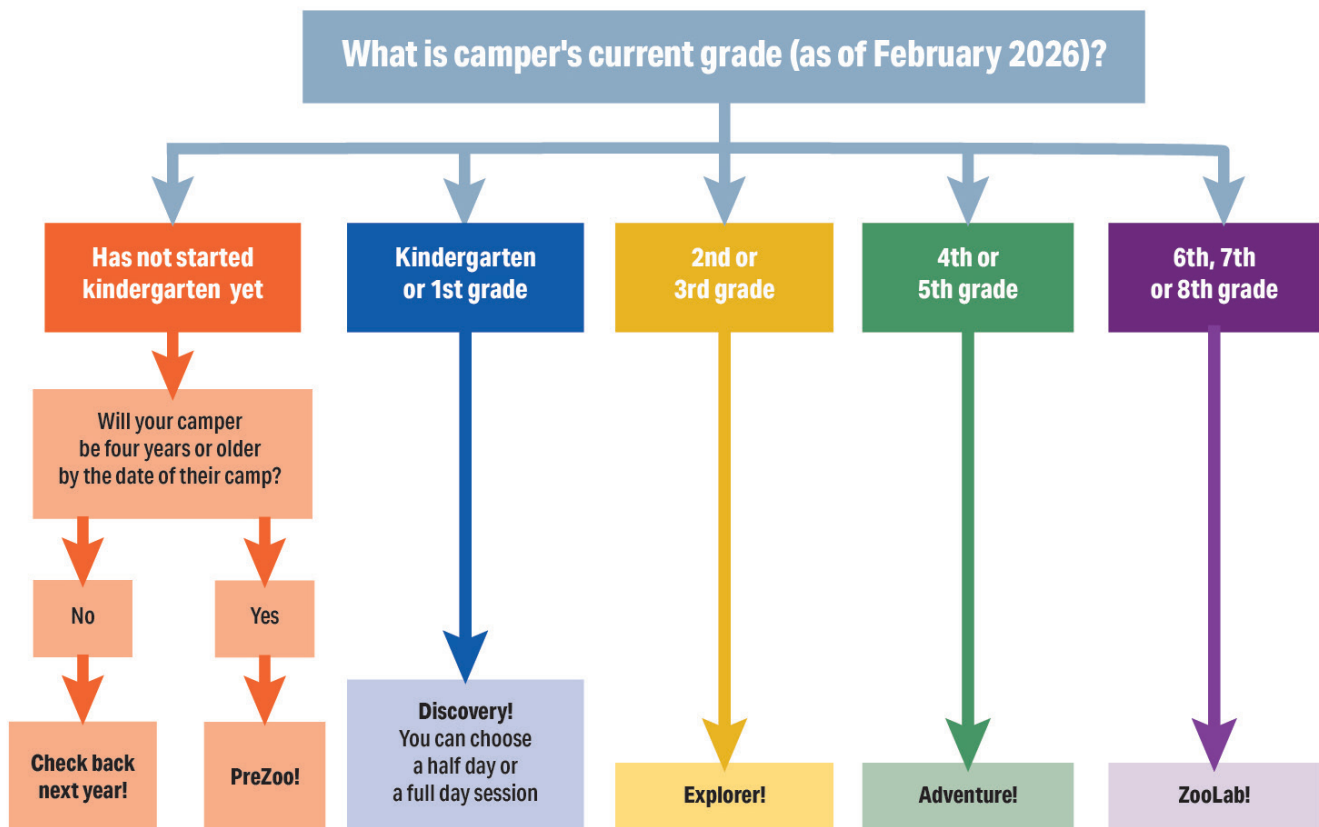 What is camper's current grade (as of February 2026)?
Has not started
kindergarten yet
Kindergarten
or 1st grade
2nd or
3rd grade
4th or
5th grade
6th, 7th
or 8th grade
Will your camper
be four years or older
by the date of their camp?
No
Yes
Check back
next year!
PreZoo!
Discovery!
You can choose
a half day or
a full day session
Explorer!
Adventure!
ZooLab!